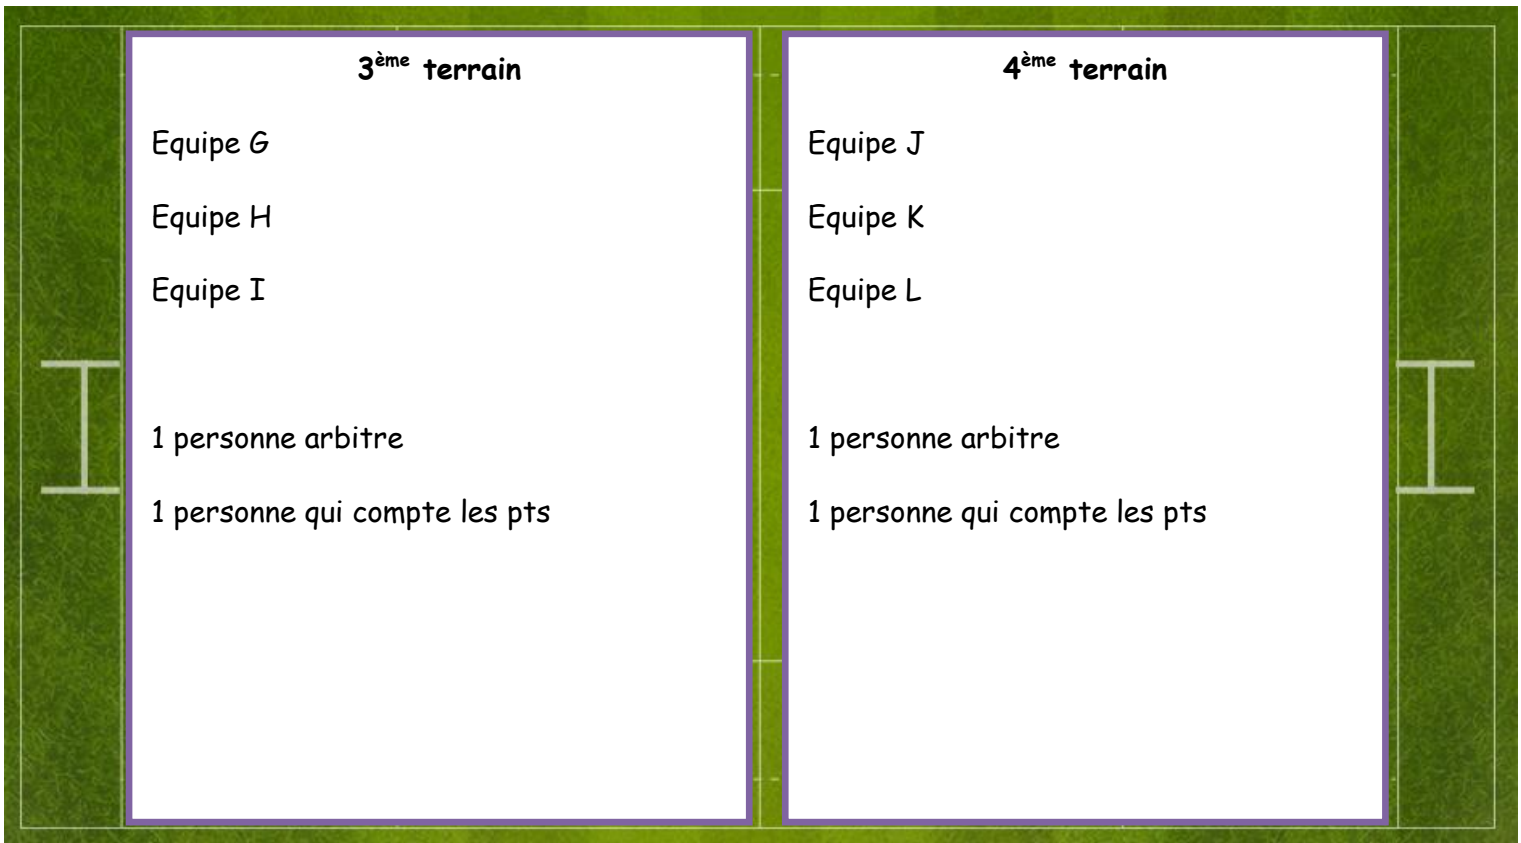 3ème terrain
Equipe G
Equipe H
Equipe I
1 personne arbitre
1 personne qui compte les pts
4ème terrain
Equipe J
Equipe K
Equipe L
1 personne arbitre
1 personne qui compte les pts